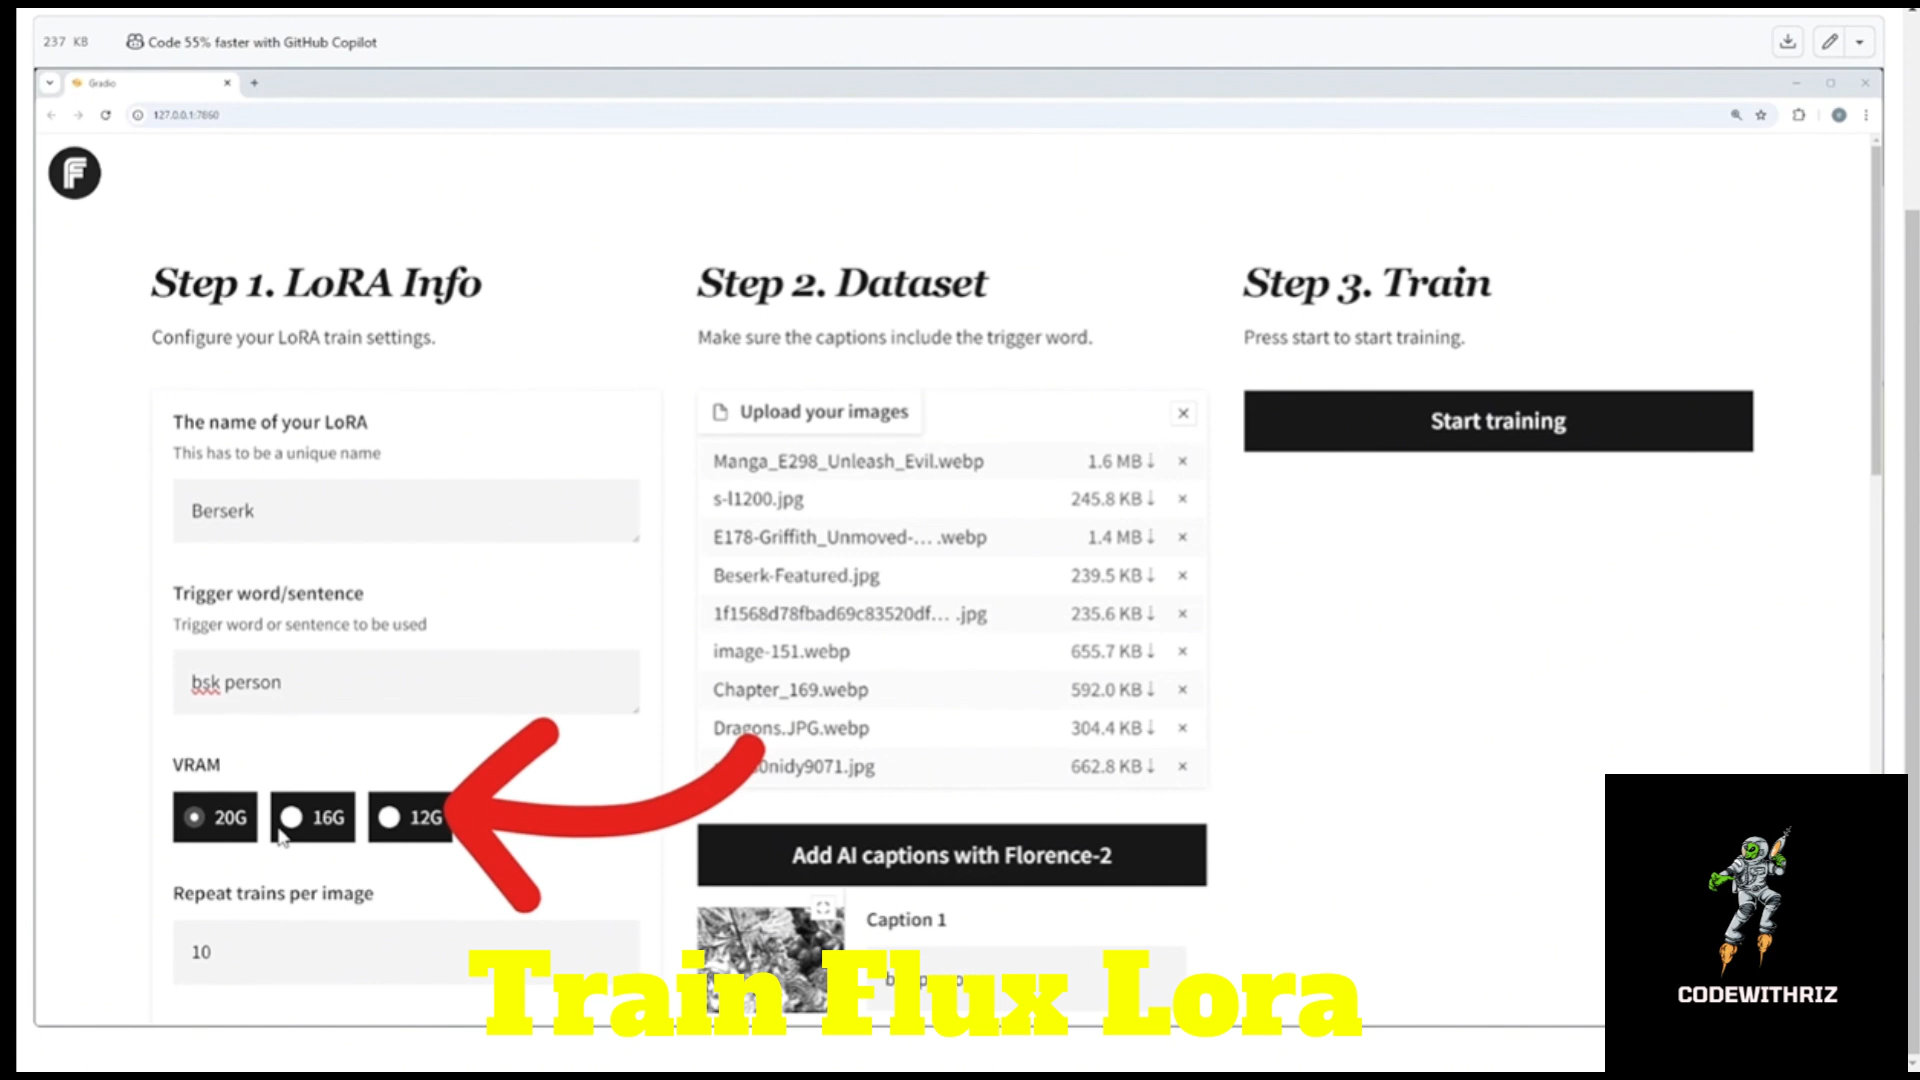 237 KB
Code 55% faster with GitHub Copilot
Gradio
127.0.0.1:7860
Step 1. LoRA Info
Configure your LoRA train settings.
The name of your LoRA
This has to be a unique name
Berserk
Trigger word/sentence
Trigger word or sentence to be used
bsk person
VRAM
20G
16G
12G
Repeat trains per image
10
Step 2. Dataset
Make sure the captions include the trigger word.
Upload your images
Manga_E298_Unleash_Evil.webp 1.6 MB↓
s-l1200.jpg 245.8 KB↓
E178-Griffith_Unmoved-... .webp 1.4 MB↓
Beserk-Featured.jpg 239.5 KB↓
1f1568d78fbad69c83520df... .jpg 235.6 KB↓
image-151.webp 655.7 KB↓
Chapter_169.webp 592.0 KB↓
Dragons.JPG.webp 304.4 KB↓
0nidy9071.jpg 662.8 KB↓
Add AI captions with Florence-2
Caption 1
Step 3. Train
Press start to start training.
Start training
Train Flux Lora
CODEWITHRIZ